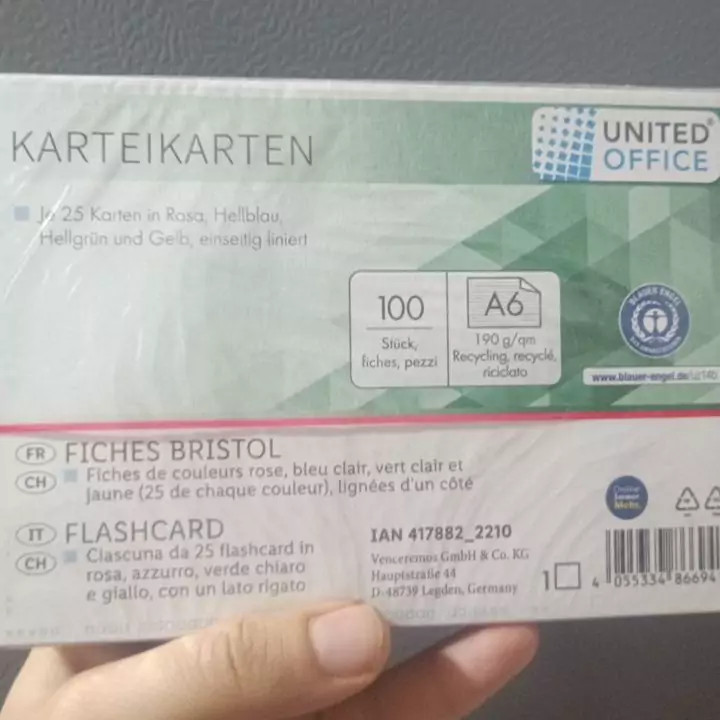 KARTEIKARTEN
UNITED®
OFFICE
Je 25 Karten in Rosa, Hellblau,
Hellgrün und Gelb, einseitig liniert
100
Stück,
fiches, pezzi
A6
190 g/qm
Recycling, recyclé,
riciclato
BLAUER ENGEL
www.blauer-engel.de/uz14b
FR
CH
FICHES BRISTOL
Fiches de couleurs rose, bleu clair, vert clair et
jaune (25 de chaque couleur), lignées d'un côté
IT
CH
FLASHCARD
Ciascuna da 25 flashcard in
rosa, azzurro, verde chiaro
e giallo, con un lato rigato
IAN 417882_2210
Venceremos GmbH & Co. KG
Hauptstraße 44
D-48739 Legden, Germany
1
4 055334 86694